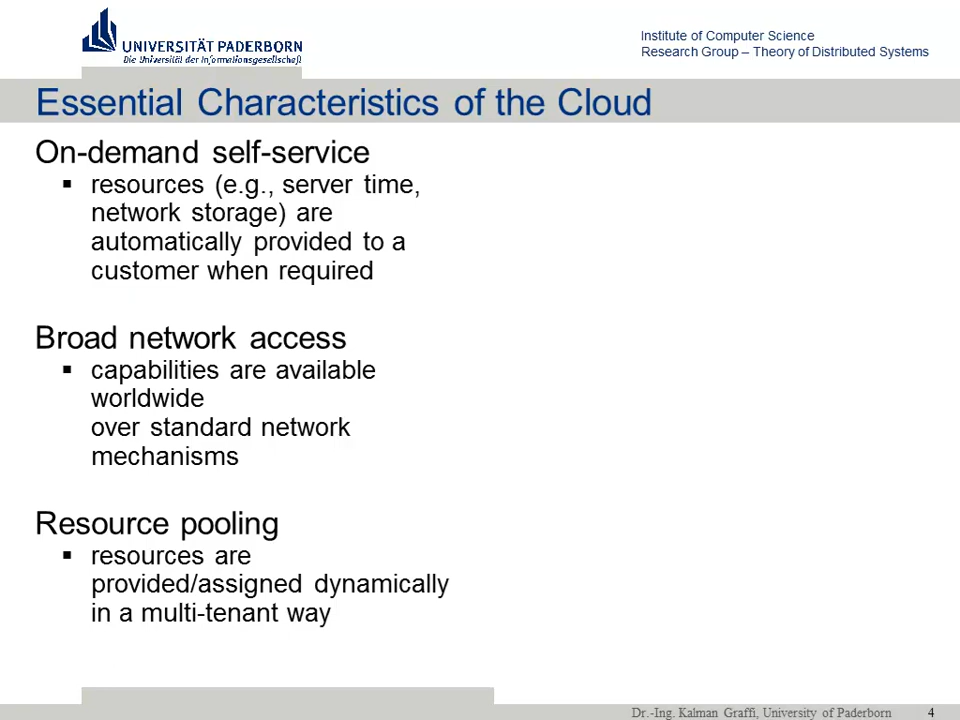 UNIVERSITÄT PADERBORN
Die Universität der Informationsgesellschaft
Institute of Computer Science
Research Group – Theory of Distributed Systems
Essential Characteristics of the Cloud
On-demand self-service
▪ resources (e.g., server time,
network storage) are
automatically provided to a
customer when required
Broad network access
▪ capabilities are available
worldwide
over standard network
mechanisms
Resource pooling
▪ resources are
provided/assigned dynamically
in a multi-tenant way
Dr.-Ing. Kalman Graffi, University of Paderborn 4